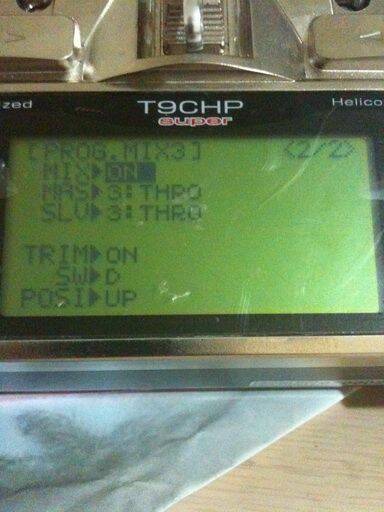 ized
T9CHP
super
Helico
[PROG.MIX3] <2/2>
MIX▶ON
MAS▶3:THRO
SLV▶3:THRO
TRIM▶ON
SW▶D
POSI▶UP